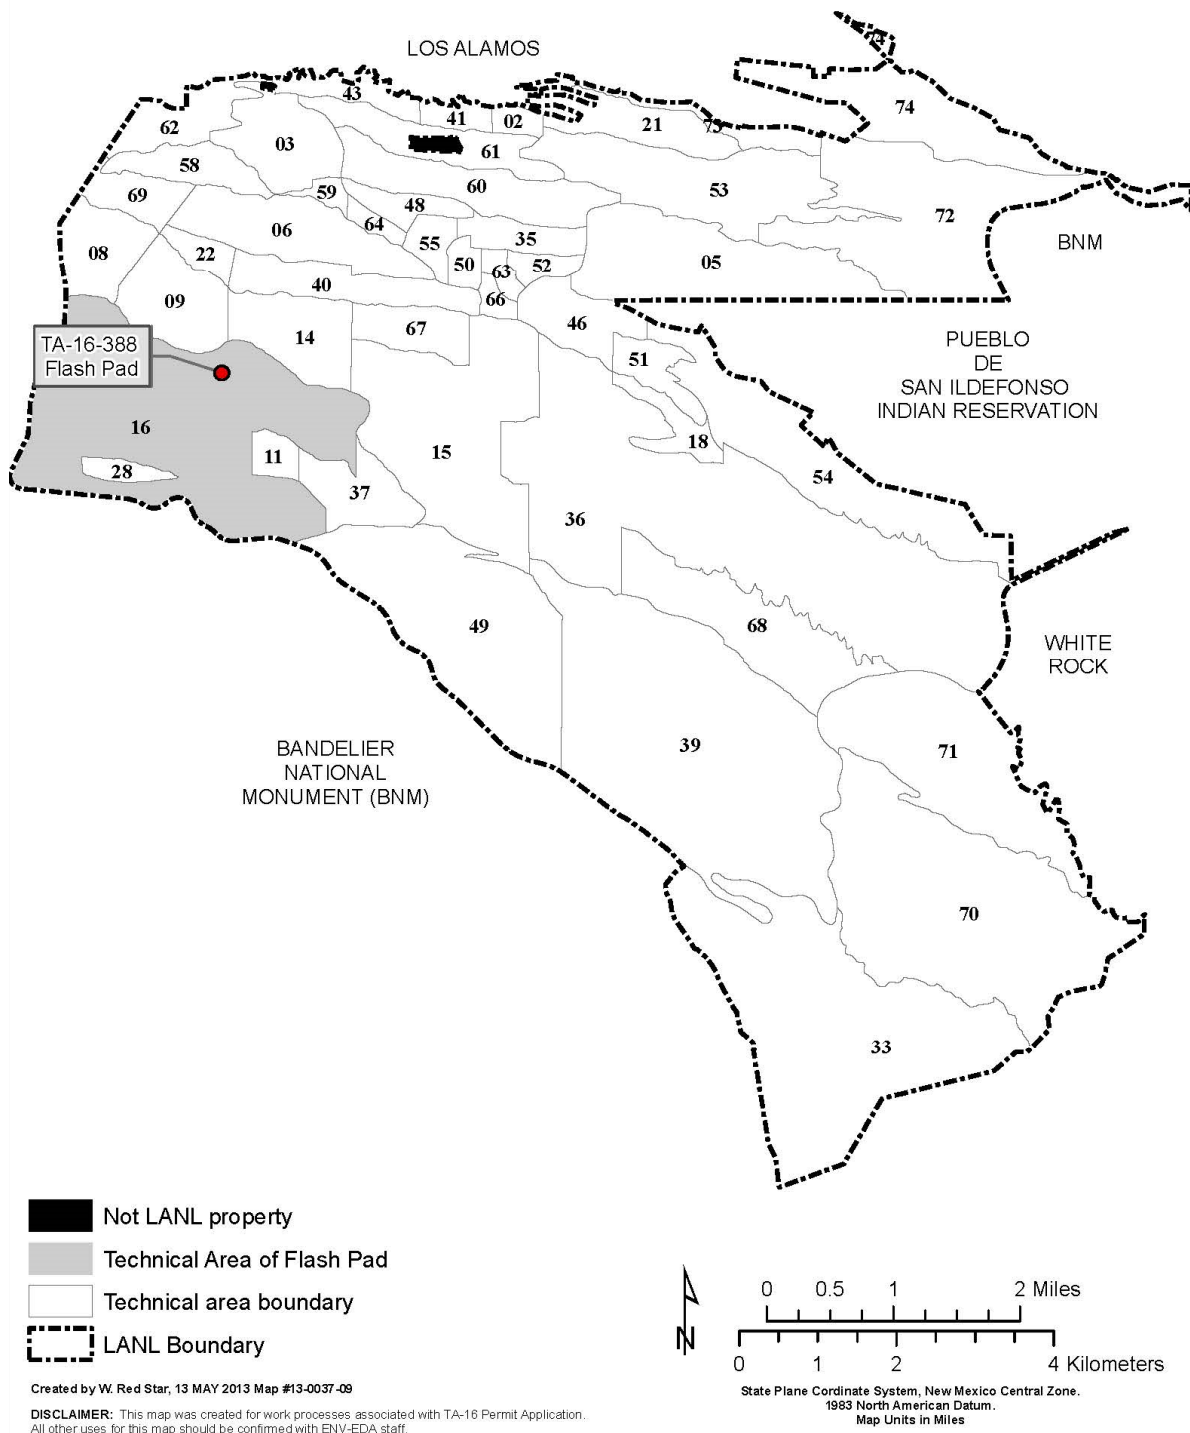 LOS ALAMOS
74
74
43
41
02
21
73
62
03
61
58
60
53
69
59
48
72
64
06
55
35
BNM
08
22
50
63
52
05
40
66
09
46
67
14
TA-16-388
Flash Pad
51
PUEBLO
DE
SAN ILDEFONSO
INDIAN RESERVATION
16
18
15
11
28
54
37
36
49
68
WHITE
ROCK
39
71
BANDELIER
NATIONAL
MONUMENT (BNM)
70
33
Not LANL property
Technical Area of Flash Pad
Technical area boundary
LANL Boundary
N
0 0.5 1 2 Miles
0 1 2 4 Kilometers
Created by W. Red Star, 13 MAY 2013 Map #13-0037-09
State Plane Cordinate System, New Mexico Central Zone.
1983 North American Datum.
Map Units in Miles
DISCLAIMER: This map was created for work processes associated with TA-16 Permit Application.
All other uses for this map should be confirmed with ENV-EDA staff.